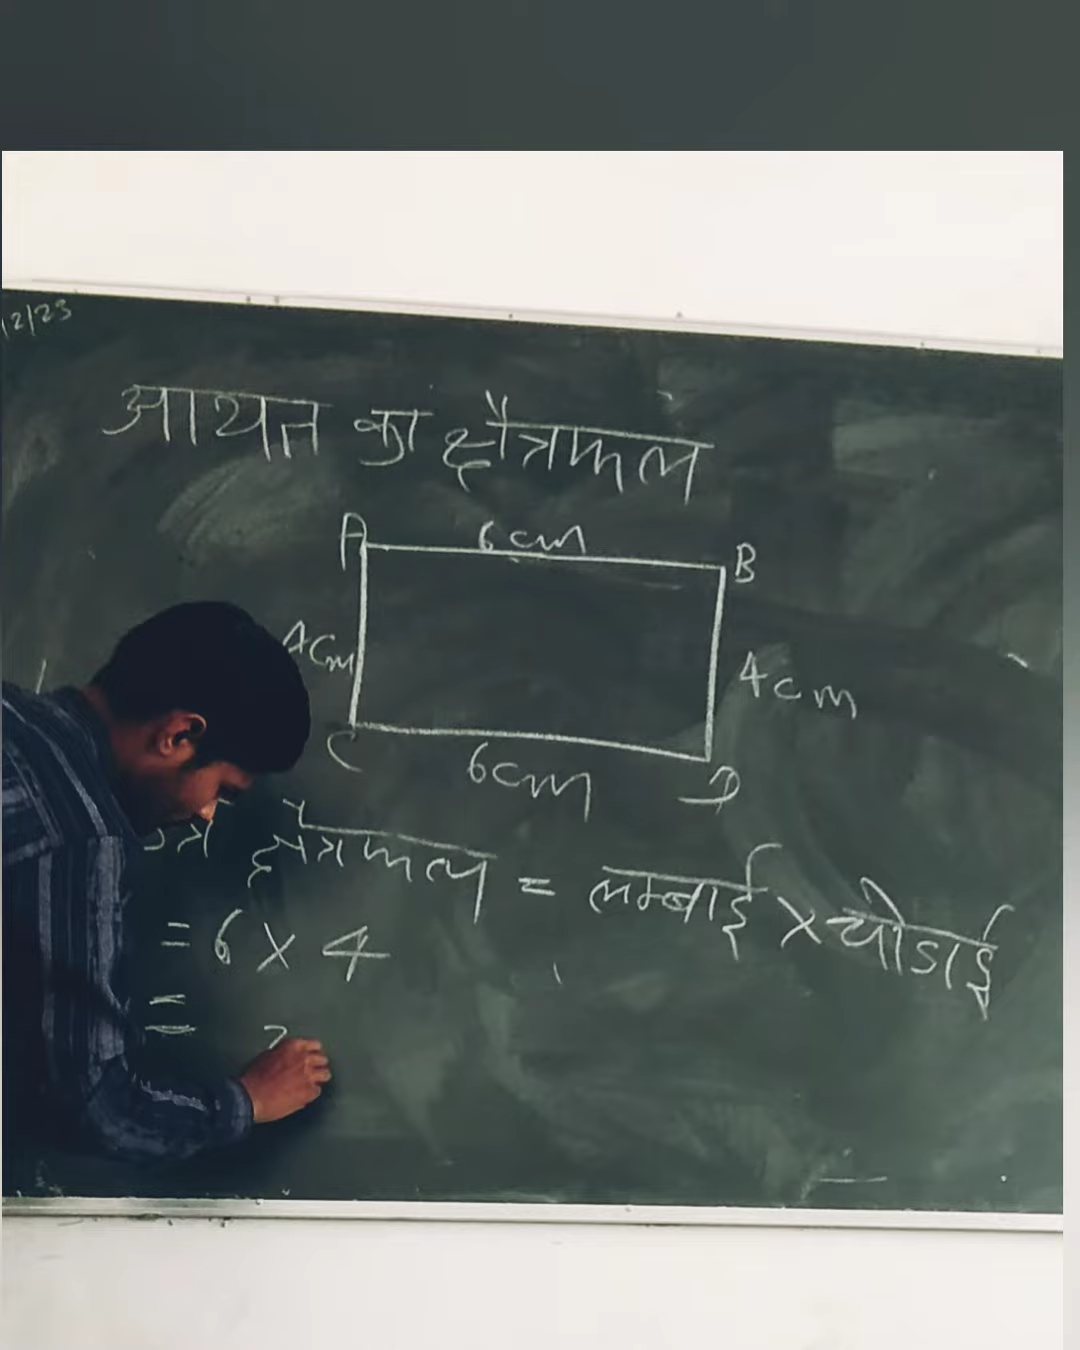 12/23
आयत का क्षैत्रफल
A 6cm B
4cm 4cm
C 6cm D
क्षेत्रफल = लम्बाई × चौडाई
= 6 × 4
=